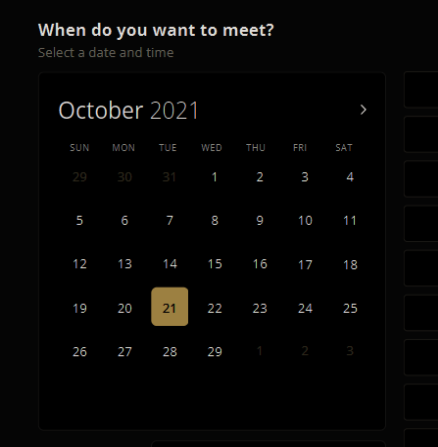 When do you want to meet?
Select a date and time
October 2021
SUN MON TUE WED THU FRI SAT
29 30 31 1 2 3 4
5 6 7 8 9 10 11
12 13 14 15 16 17 18
19 20 21 22 23 24 25
26 27 28 29 1 2 3